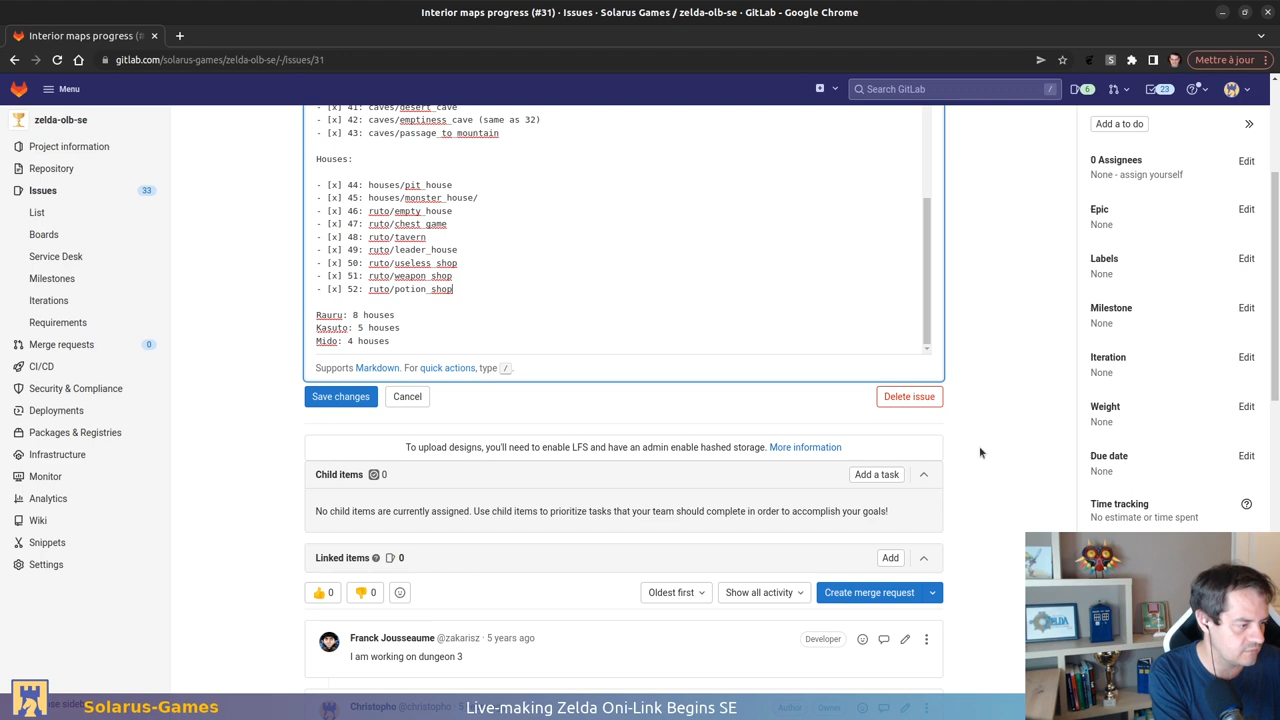 Interior maps progress (#31) · Issues · Solarus Games / zelda-olb-se · GitLab - Google Chrome
Interior maps progress (#
gitlab.com/solarus-games/zelda-olb-se/-/issues/31
Mettre à jour
Menu
Search GitLab
/
6
23
zelda-olb-se
Project information
Repository
Issues
33
List
Boards
Service Desk
Milestones
Iterations
Requirements
Merge requests
0
CI/CD
Security & Compliance
Deployments
Packages & Registries
Infrastructure
Monitor
Analytics
Wiki
Snippets
Settings
- [x] 41: caves/desert_cave
- [x] 42: caves/emptiness_cave (same as 32)
- [x] 43: caves/passage_to_mountain
Houses:
- [x] 44: houses/pit_house
- [x] 45: houses/monster_house/
- [x] 46: ruto/empty_house
- [x] 47: ruto/chest_game
- [x] 48: ruto/tavern
- [x] 49: ruto/leader_house
- [x] 50: ruto/useless_shop
- [x] 51: ruto/weapon_shop
- [x] 52: ruto/potion_shop
Rauru: 8 houses
Kasuto: 5 houses
Mido: 4 houses
Supports Markdown. For quick actions, type /.
Save changes
Cancel
Delete issue
To upload designs, you'll need to enable LFS and have an admin enable hashed storage. More information
Child items 0
Add a task
No child items are currently assigned. Use child items to prioritize tasks that your team should complete in order to accomplish your goals!
Linked items 0
Add
👍 0
👎 0
Oldest first
Show all activity
Create merge request
Franck Jousseaume @zakarisz · 5 years ago
Developer
I am working on dungeon 3
Christopho @christopho
Author
Owner
Add a to do
0 Assignees
Edit
None - assign yourself
Epic
Edit
None
Labels
Edit
None
Milestone
Edit
None
Iteration
Edit
None
Weight
Edit
None
Due date
Edit
None
Time tracking
No estimate or time spent
Solarus-Games
Live-making Zelda Oni-Link Begins SE